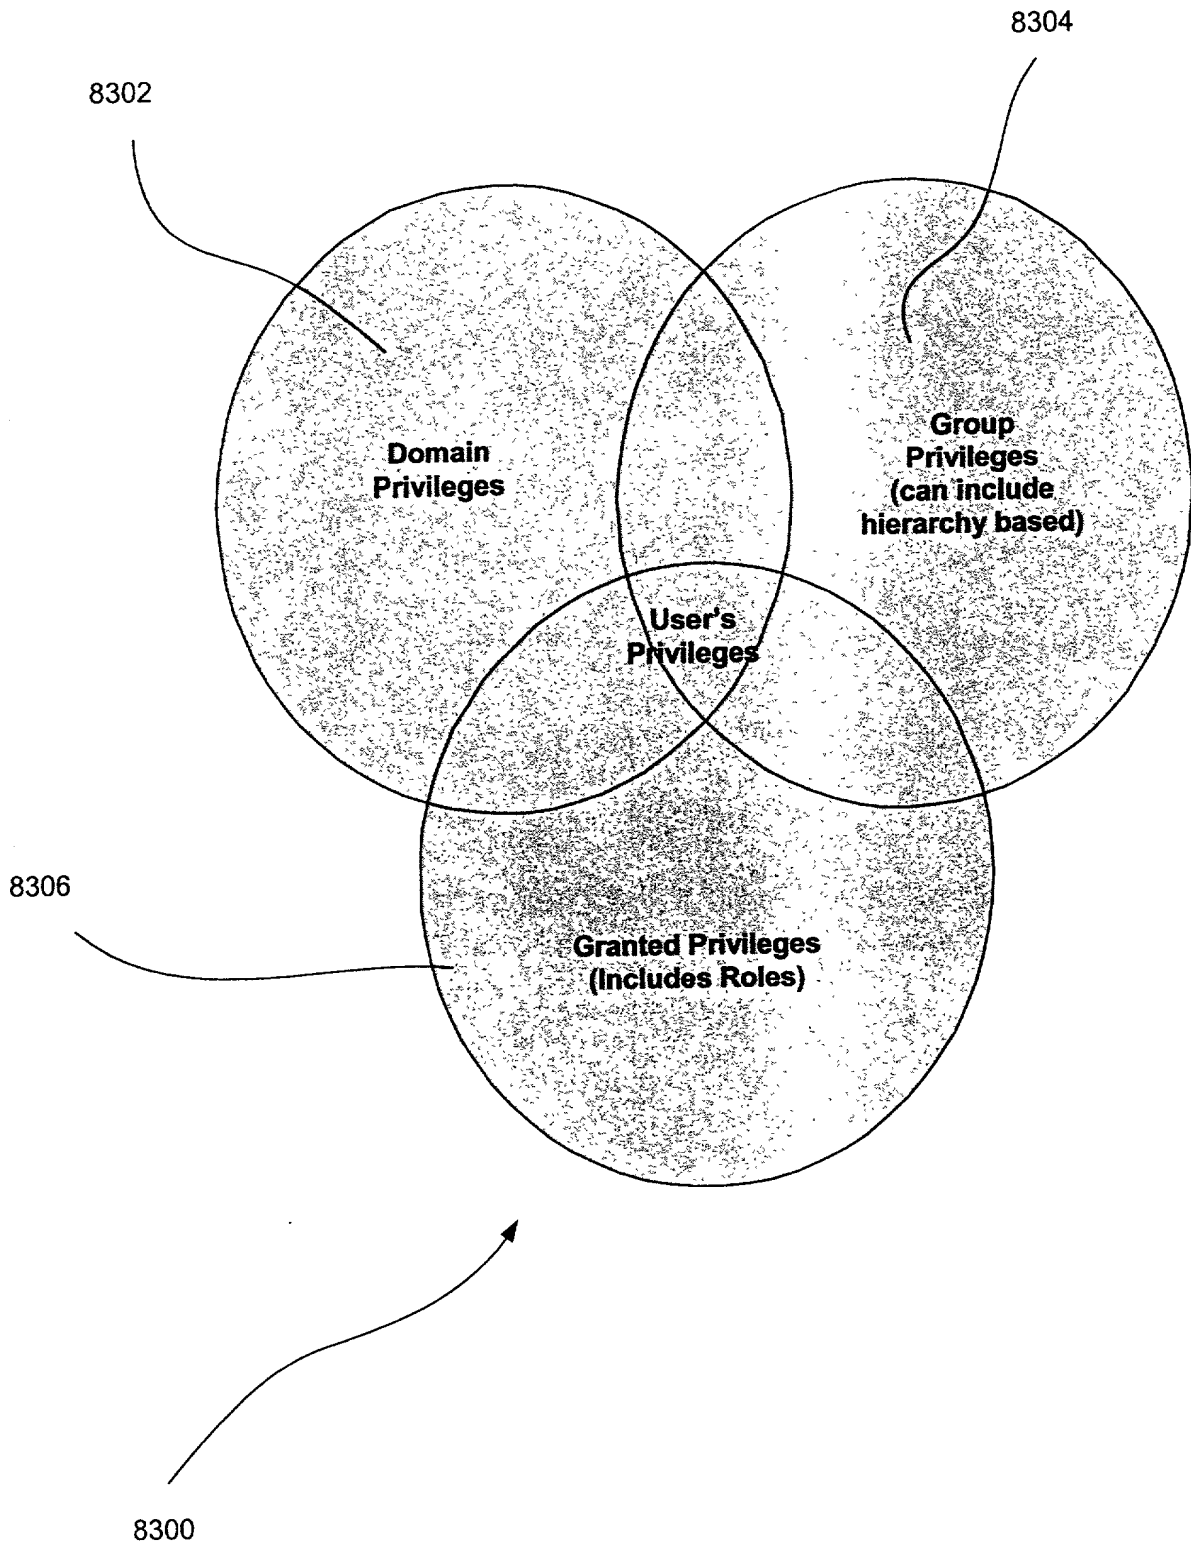 8304
8302
Domain
Privileges
Group
Privileges
(can include
hierarchy based)
User's
Privileges
8306
Granted Privileges
(Includes Roles)
8300